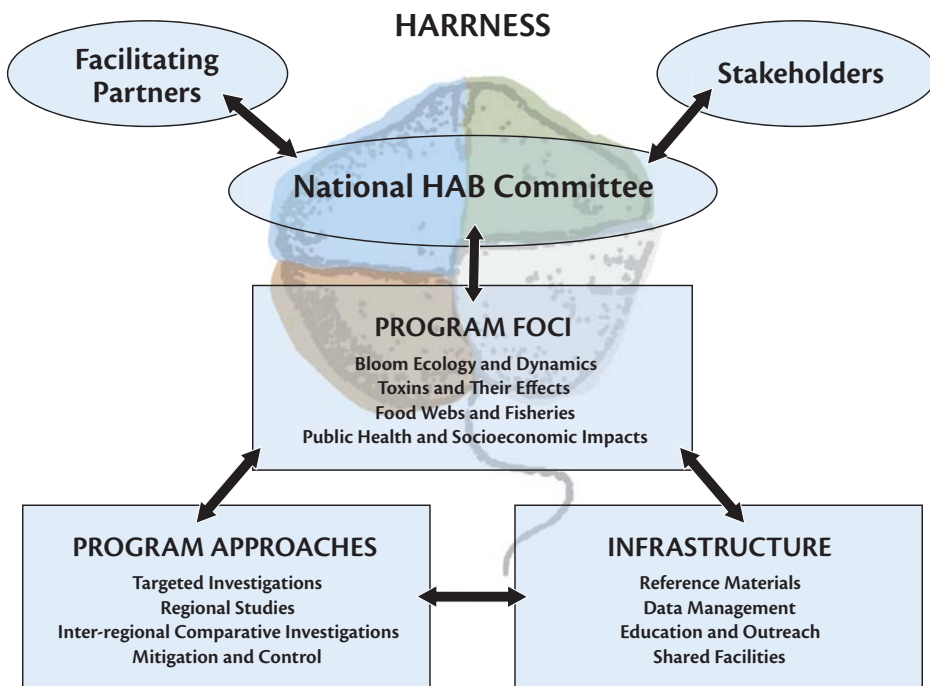 HARRNESS
Facilitating
Partners
Stakeholders
National HAB Committee
PROGRAM FOCI
Bloom Ecology and Dynamics
Toxins and Their Effects
Food Webs and Fisheries
Public Health and Socioeconomic Impacts
PROGRAM APPROACHES
Targeted Investigations
Regional Studies
Inter-regional Comparative Investigations
Mitigation and Control
INFRASTRUCTURE
Reference Materials
Data Management
Education and Outreach
Shared Facilities